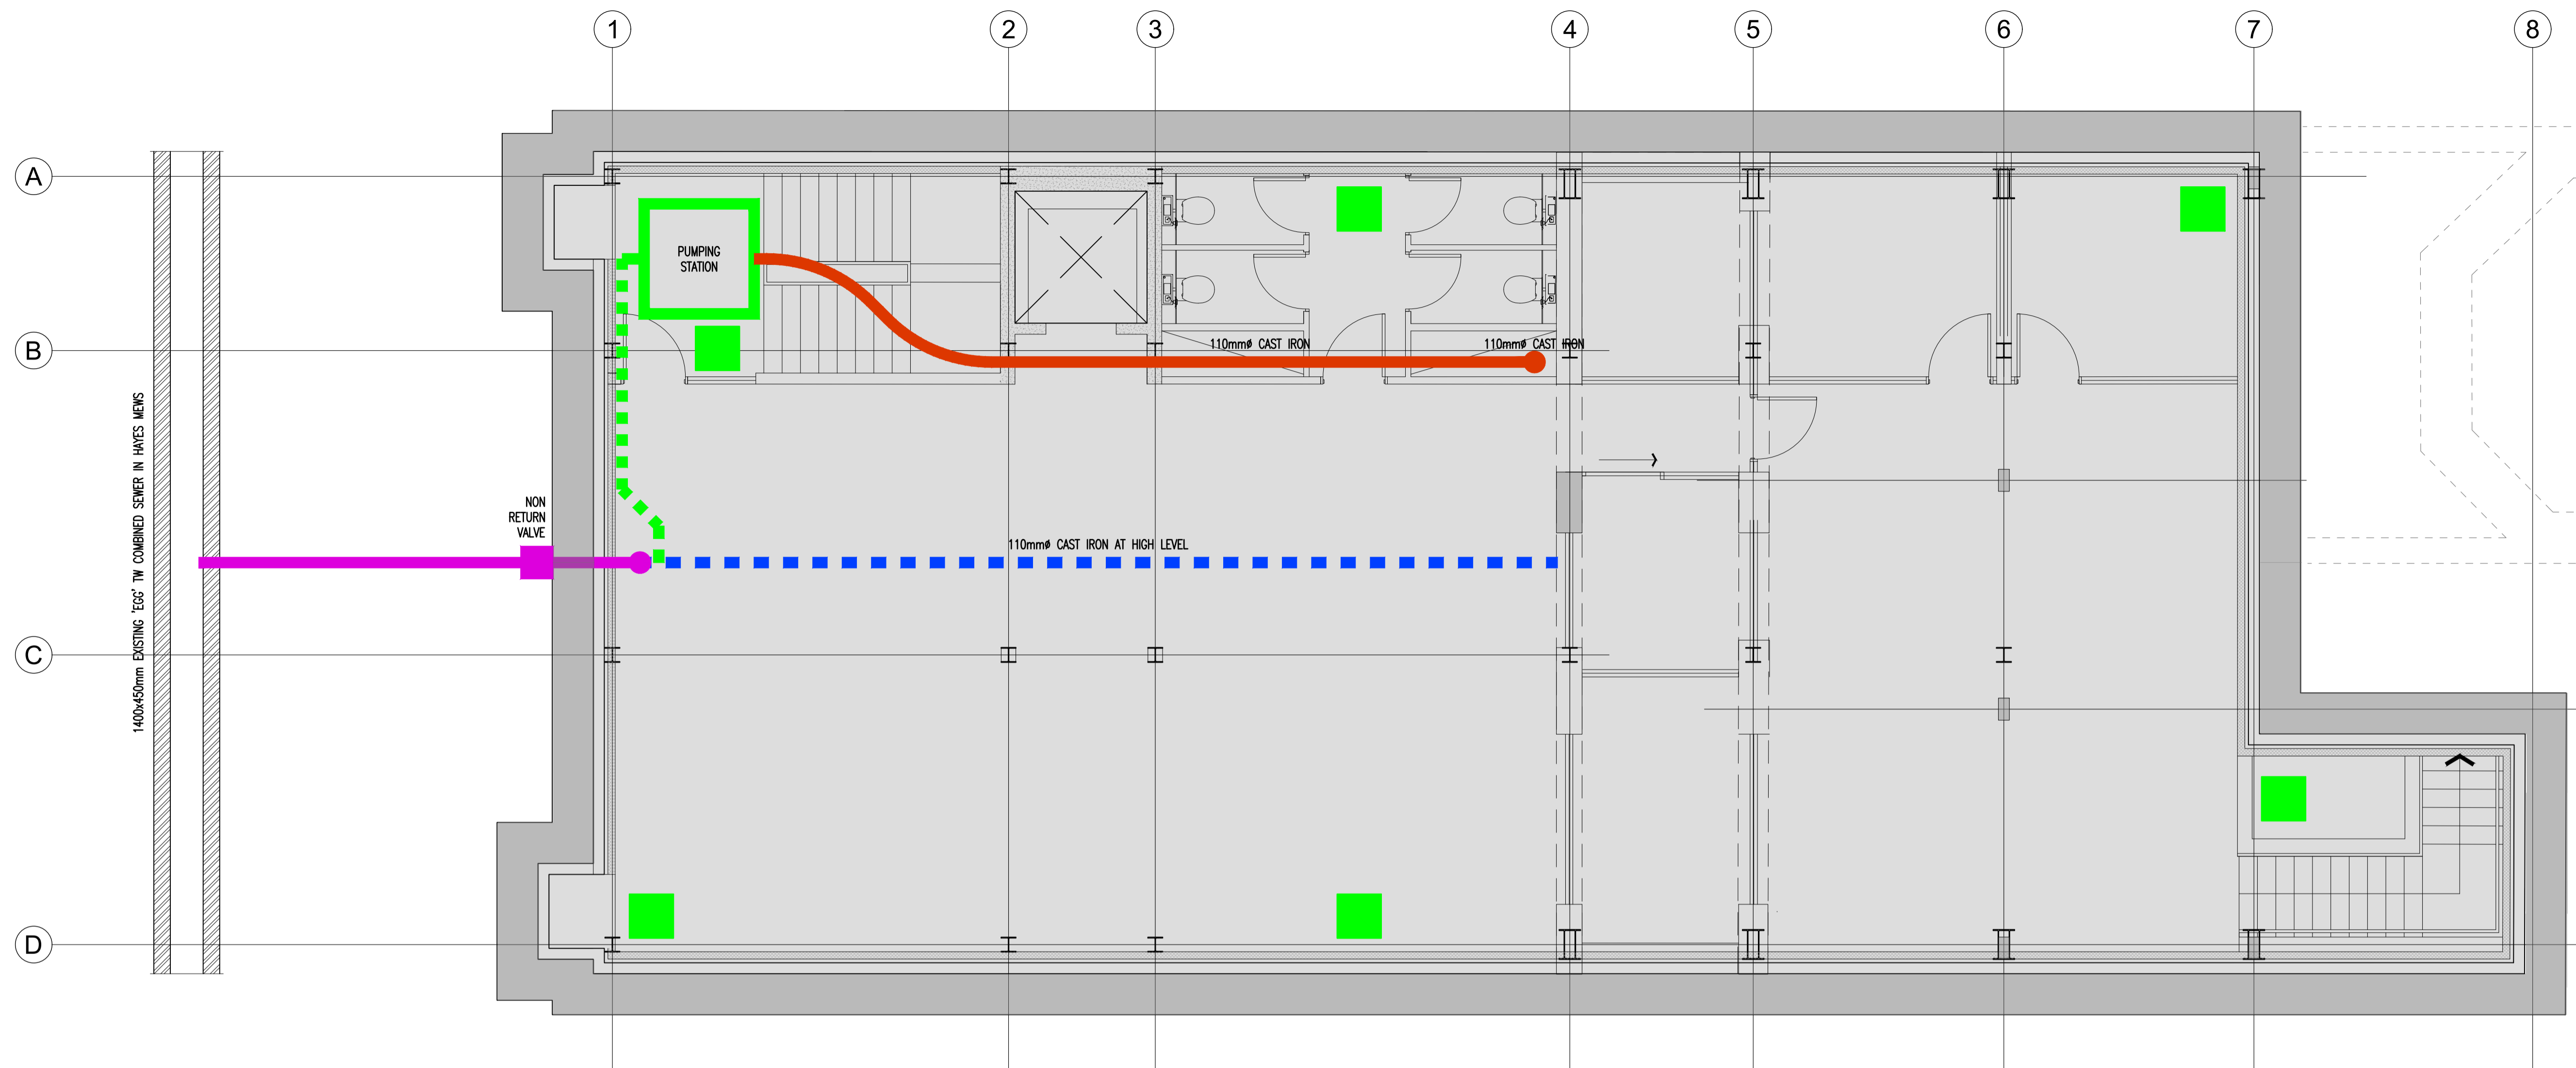 1
2
3
4
5
6
7
8
A
B
C
D
PUMPING
STATION
110mmø CAST IRON
110mmø CAST IRON
NON
RETURN
VALVE
110mmø CAST IRON AT HIGH LEVEL
1400x450mm EXISTING 'EGG' TW COMBINED SEWER IN HAYES MEWS